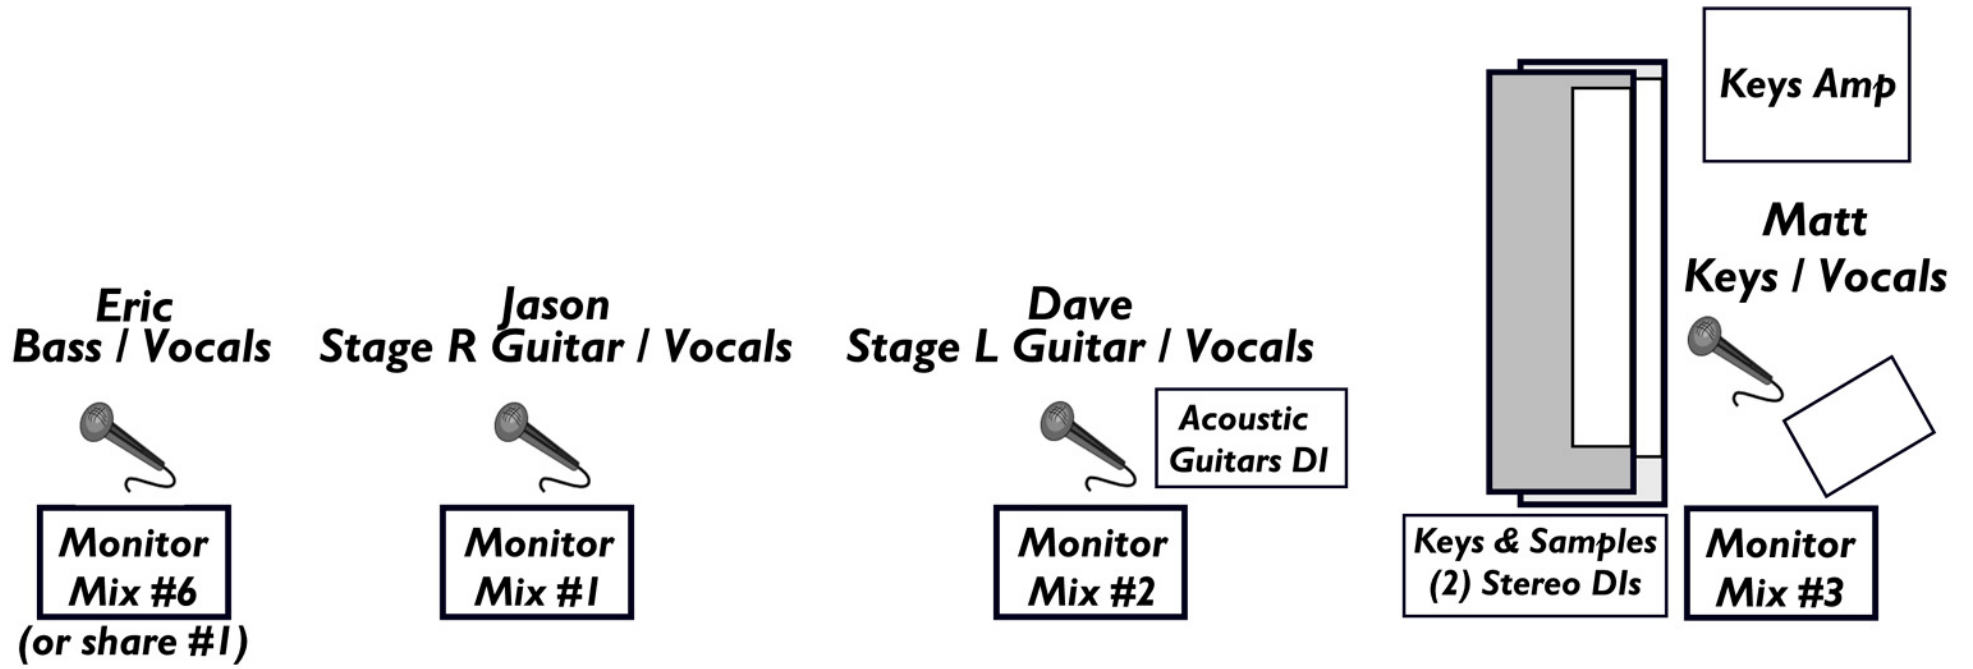 Keys Amp
Matt
Keys / Vocals
Eric
Bass / Vocals
Jason
Stage R Guitar / Vocals
Dave
Stage L Guitar / Vocals
Acoustic
Guitars DI
Monitor
Mix #6
(or share #1)
Monitor
Mix #1
Monitor
Mix #2
Keys & Samples
(2) Stereo DIs
Monitor
Mix #3